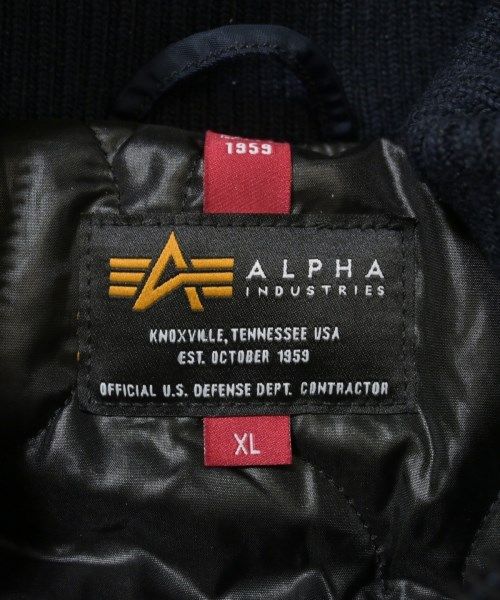 1959
ALPHA
INDUSTRIES
KNOXVILLE, TENNESSEE USA
EST. OCTOBER 1959
OFFICIAL U.S. DEFENSE DEPT. CONTRACTOR
XL